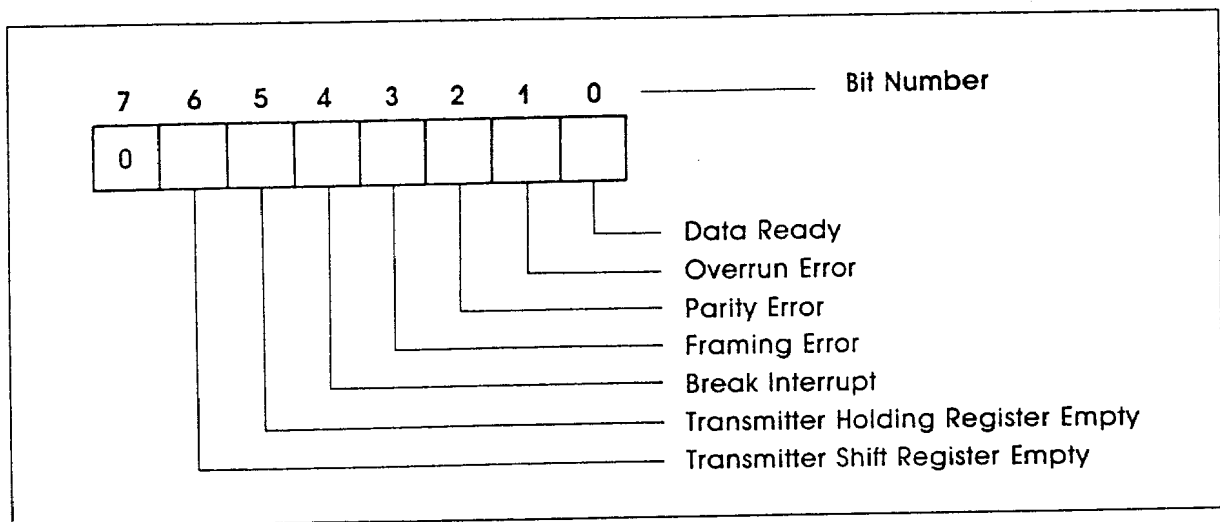 7 6 5 4 3 2 1 0 Bit Number
0
Data Ready
Overrun Error
Parity Error
Framing Error
Break Interrupt
Transmitter Holding Register Empty
Transmitter Shift Register Empty